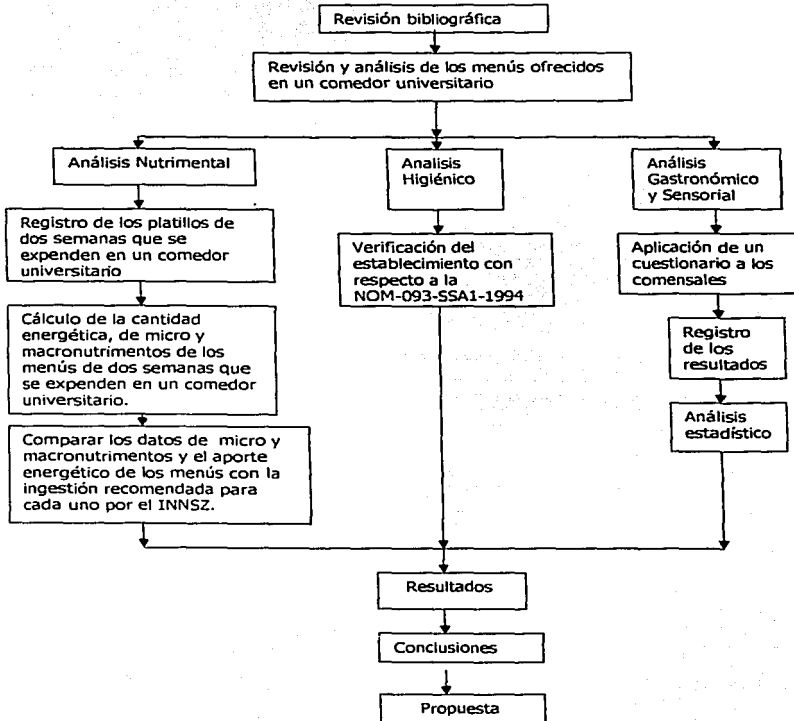 Revisión bibliográfica
Revisión y análisis de los menús ofrecidos
en un comedor universitario
Análisis Nutrimental
Registro de los platillos de
dos semanas que se
expenden en un comedor
universitario
Cálculo de la cantidad
energética, de micro y
macronutrimentos de los
menús de dos semanas que
se expenden en un comedor
universitario.
Comparar los datos de micro y
macronutrimentos y el aporte
energético de los menús con la
ingestión recomendada para
cada uno por el INNSZ.
Analisis
Higiénico
Verificación del
establecimiento con
respecto a la
NOM-093-SSA1-1994
Análisis
Gastronómico
y Sensorial
Aplicación de un
cuestionario a los
comensales
Registro
de los
resultados
Análisis
estadístico
Resultados
Conclusiones
Propuesta